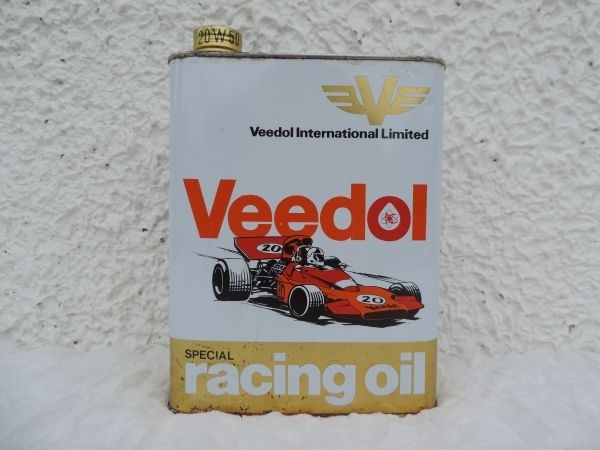 20W50
Veedol International Limited
Veedol
20
20
SPECIAL
racing oil